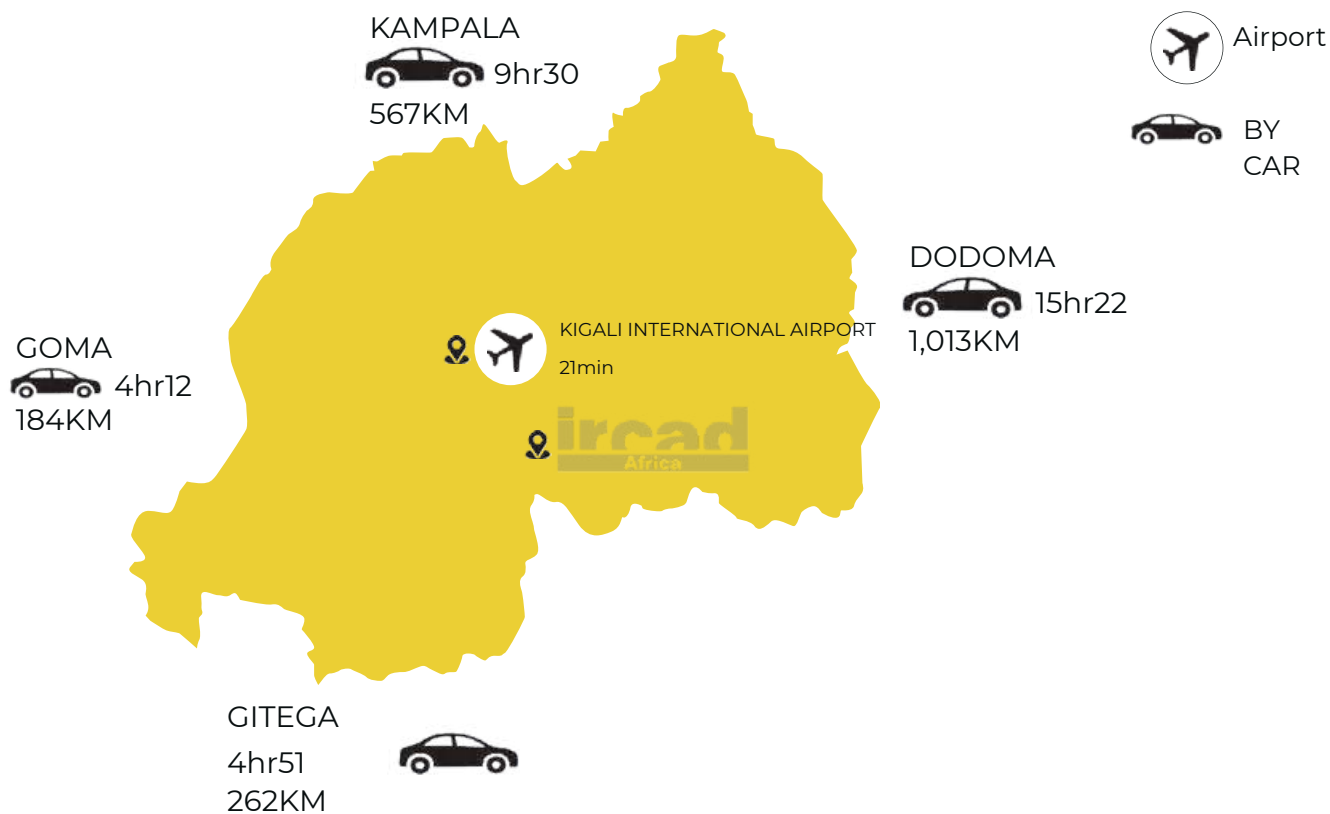 KAMPALA
9hr30
567KM
Airport
BY
CAR
DODOMA
15hr22
1,013KM
GOMA
4hr12
184KM
KIGALI INTERNATIONAL AIRPORT
21min
ircad
Africa
GITEGA
4hr51
262KM